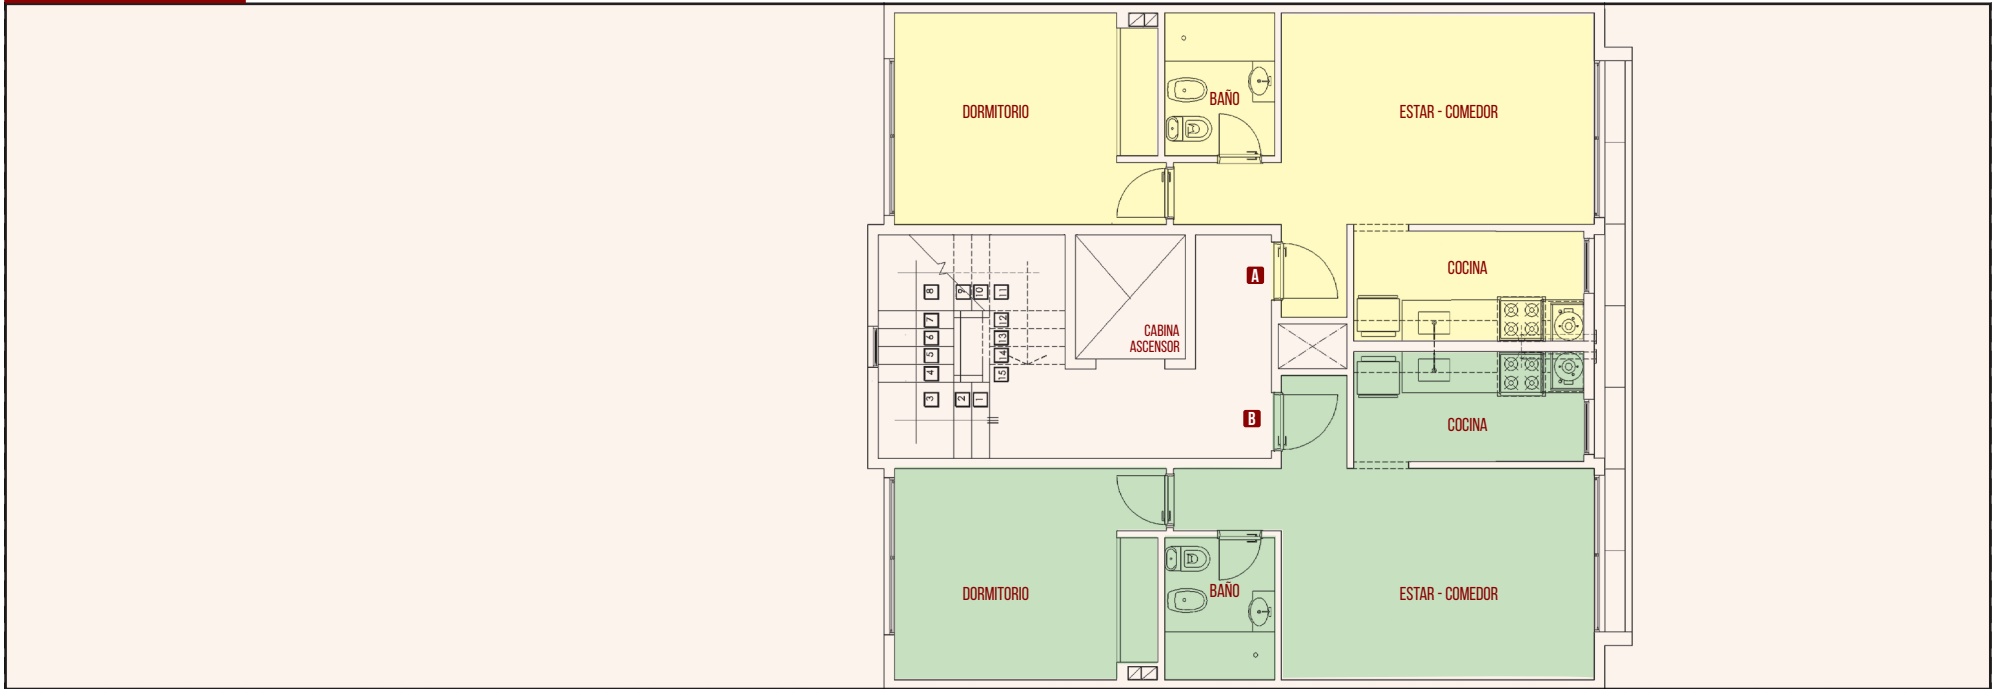 DORMITORIO
BAÑO
ESTAR - COMEDOR
A
COCINA
CABINA
ASCENSOR
8
9
10
11
7
12
6
13
5
14
4
15
3
2
1
B
COCINA
DORMITORIO
BAÑO
ESTAR - COMEDOR